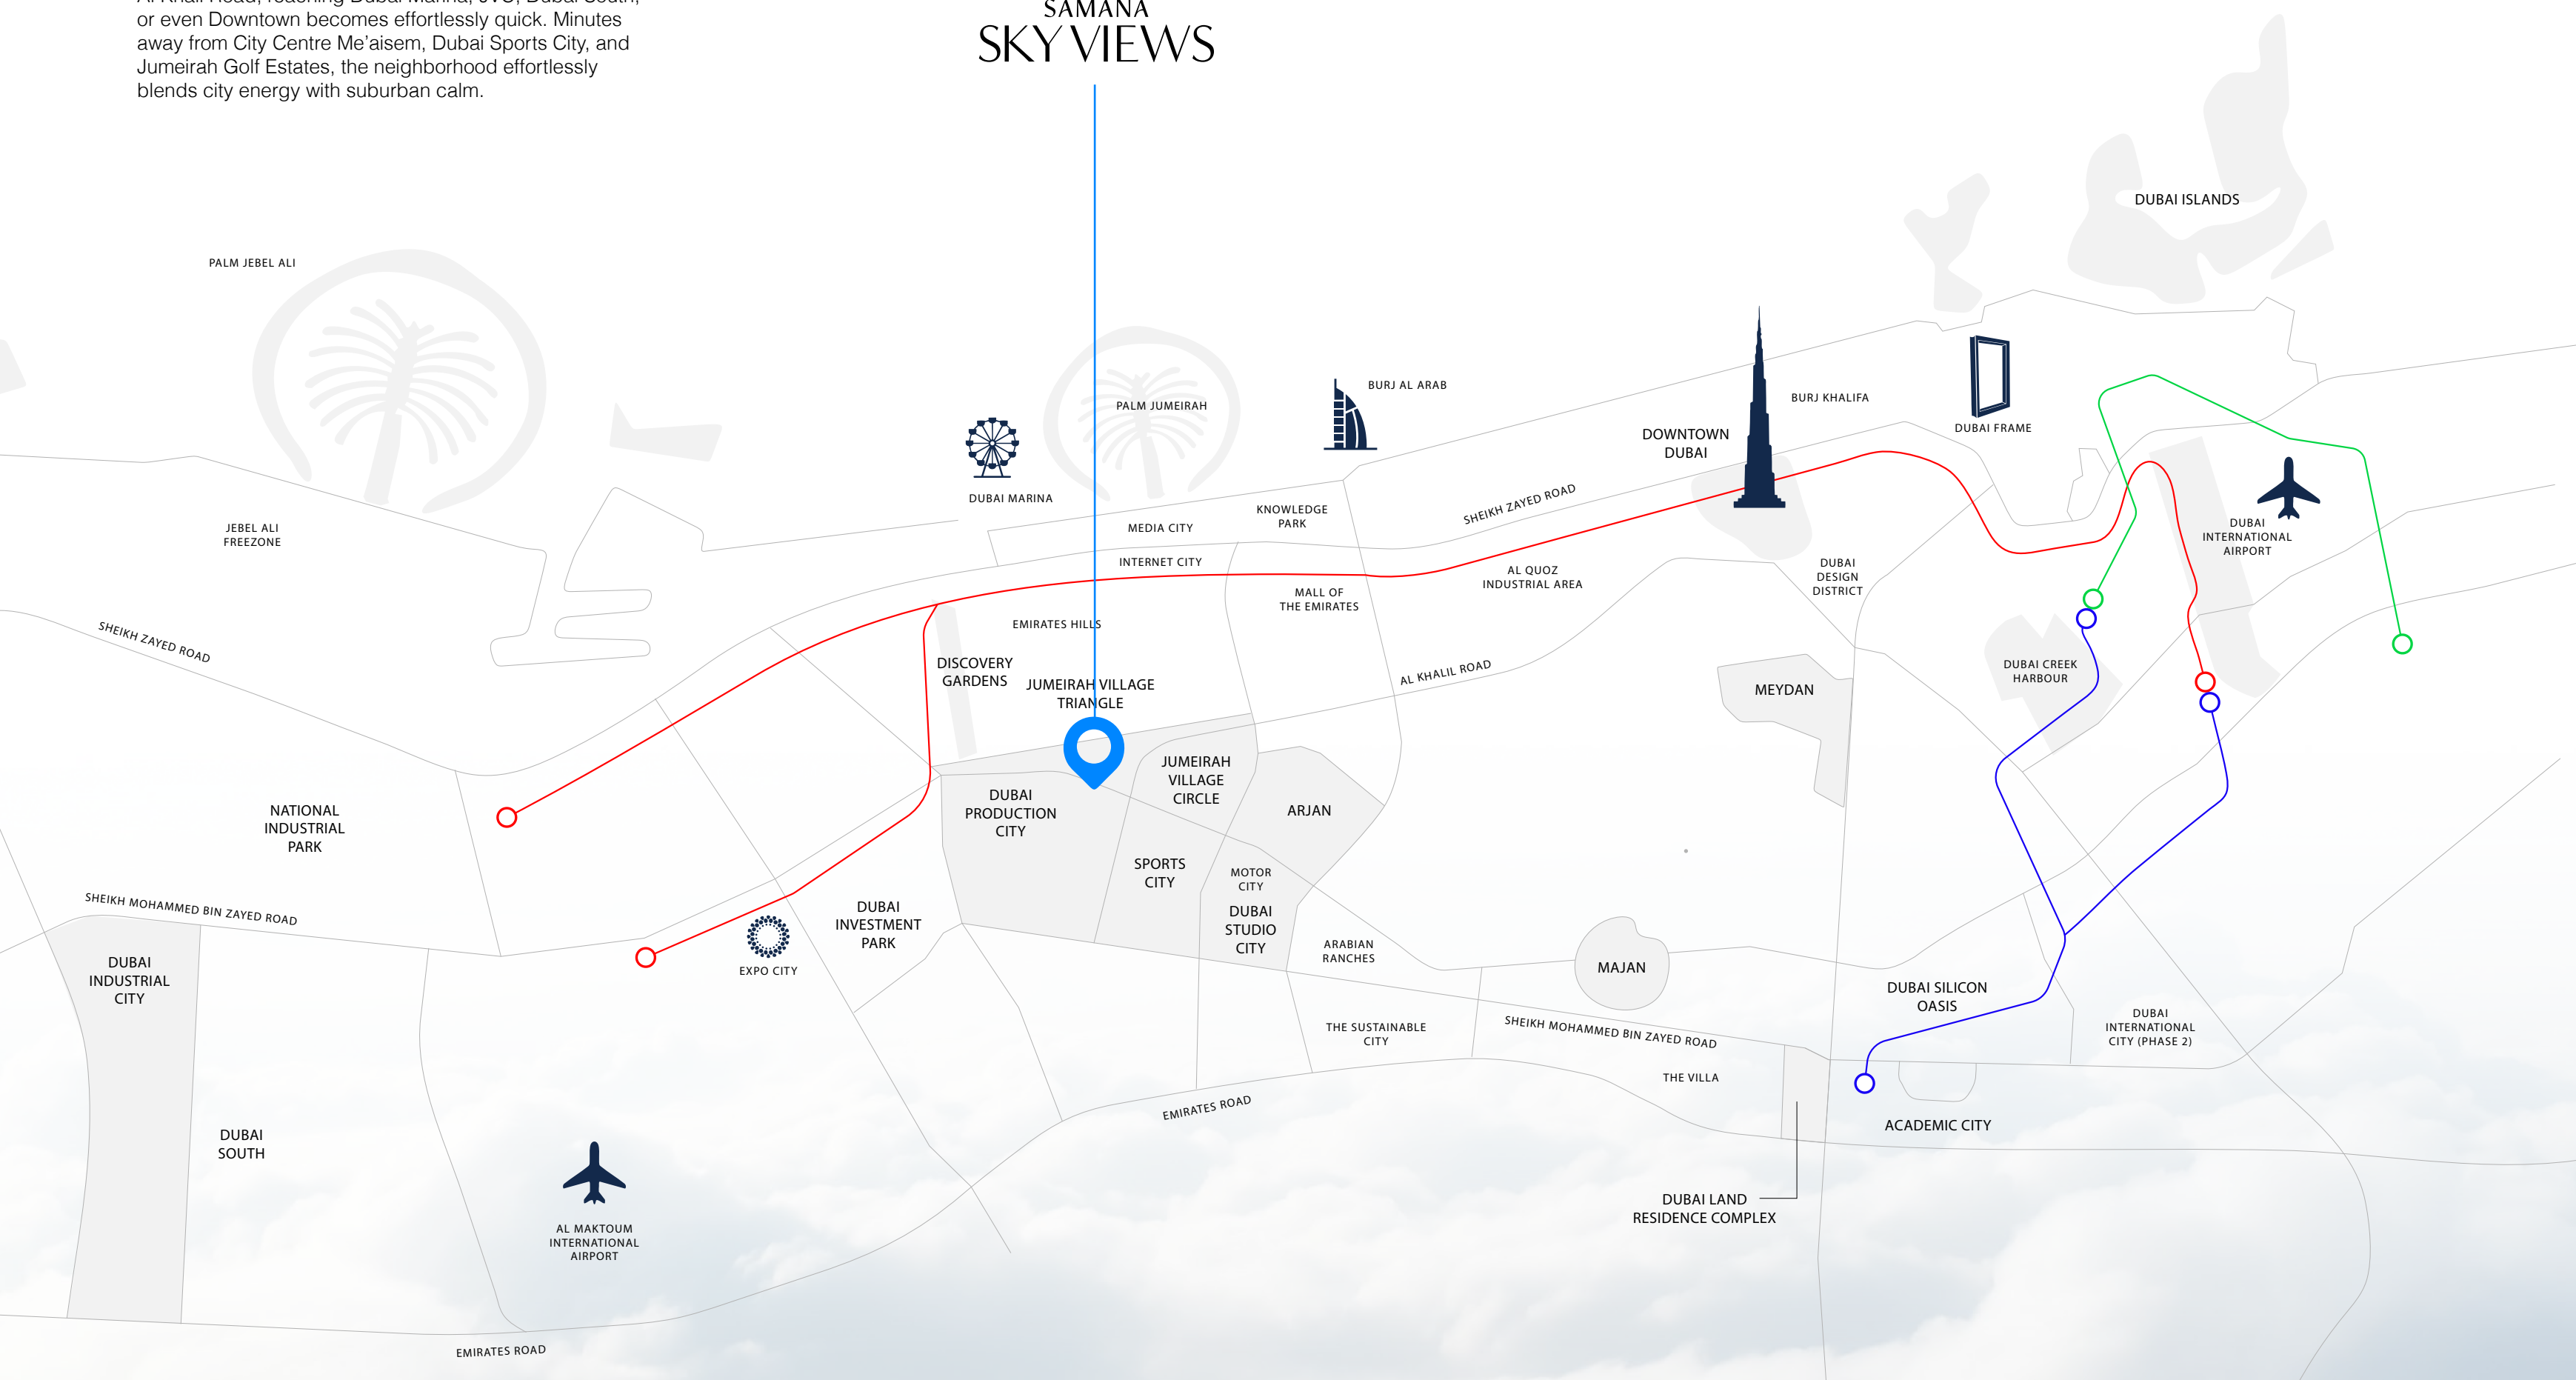 or even Downtown becomes effortlessly quick. Minutes
away from City Centre Me’aisem, Dubai Sports City, and
Jumeirah Golf Estates, the neighborhood effortlessly
blends city energy with suburban calm.
SAMANA
SKY VIEWS
DUBAI ISLANDS
PALM JEBEL ALI
BURJ AL ARAB
BURJ KHALIFA
PALM JUMEIRAH
DUBAI FRAME
DOWNTOWN
DUBAI
DUBAI MARINA
SHEIKH ZAYED ROAD
KNOWLEDGE
PARK
MEDIA CITY
JEBEL ALI
FREEZONE
DUBAI
INTERNATIONAL
AIRPORT
INTERNET CITY
AL QUOZ
INDUSTRIAL AREA
DUBAI
DESIGN
DISTRICT
MALL OF
THE EMIRATES
EMIRATES HILLS
SHEIKH ZAYED ROAD
DISCOVERY
GARDENS
JUMEIRAH VILLAGE
TRIANGLE
AL KHALIL ROAD
DUBAI CREEK
HARBOUR
MEYDAN
JUMEIRAH
VILLAGE
CIRCLE
DUBAI
PRODUCTION
CITY
ARJAN
NATIONAL
INDUSTRIAL
PARK
SPORTS
CITY
MOTOR
CITY
SHEIKH MOHAMMED BIN ZAYED ROAD
DUBAI
INVESTMENT
PARK
DUBAI
STUDIO
CITY
ARABIAN
RANCHES
EXPO CITY
MAJAN
DUBAI
INDUSTRIAL
CITY
DUBAI SILICON
OASIS
THE SUSTAINABLE
CITY
SHEIKH MOHAMMED BIN ZAYED ROAD
DUBAI
INTERNATIONAL
CITY (PHASE 2)
THE VILLA
EMIRATES ROAD
ACADEMIC CITY
DUBAI
SOUTH
DUBAI LAND
RESIDENCE COMPLEX
AL MAKTOUM
INTERNATIONAL
AIRPORT
EMIRATES ROAD